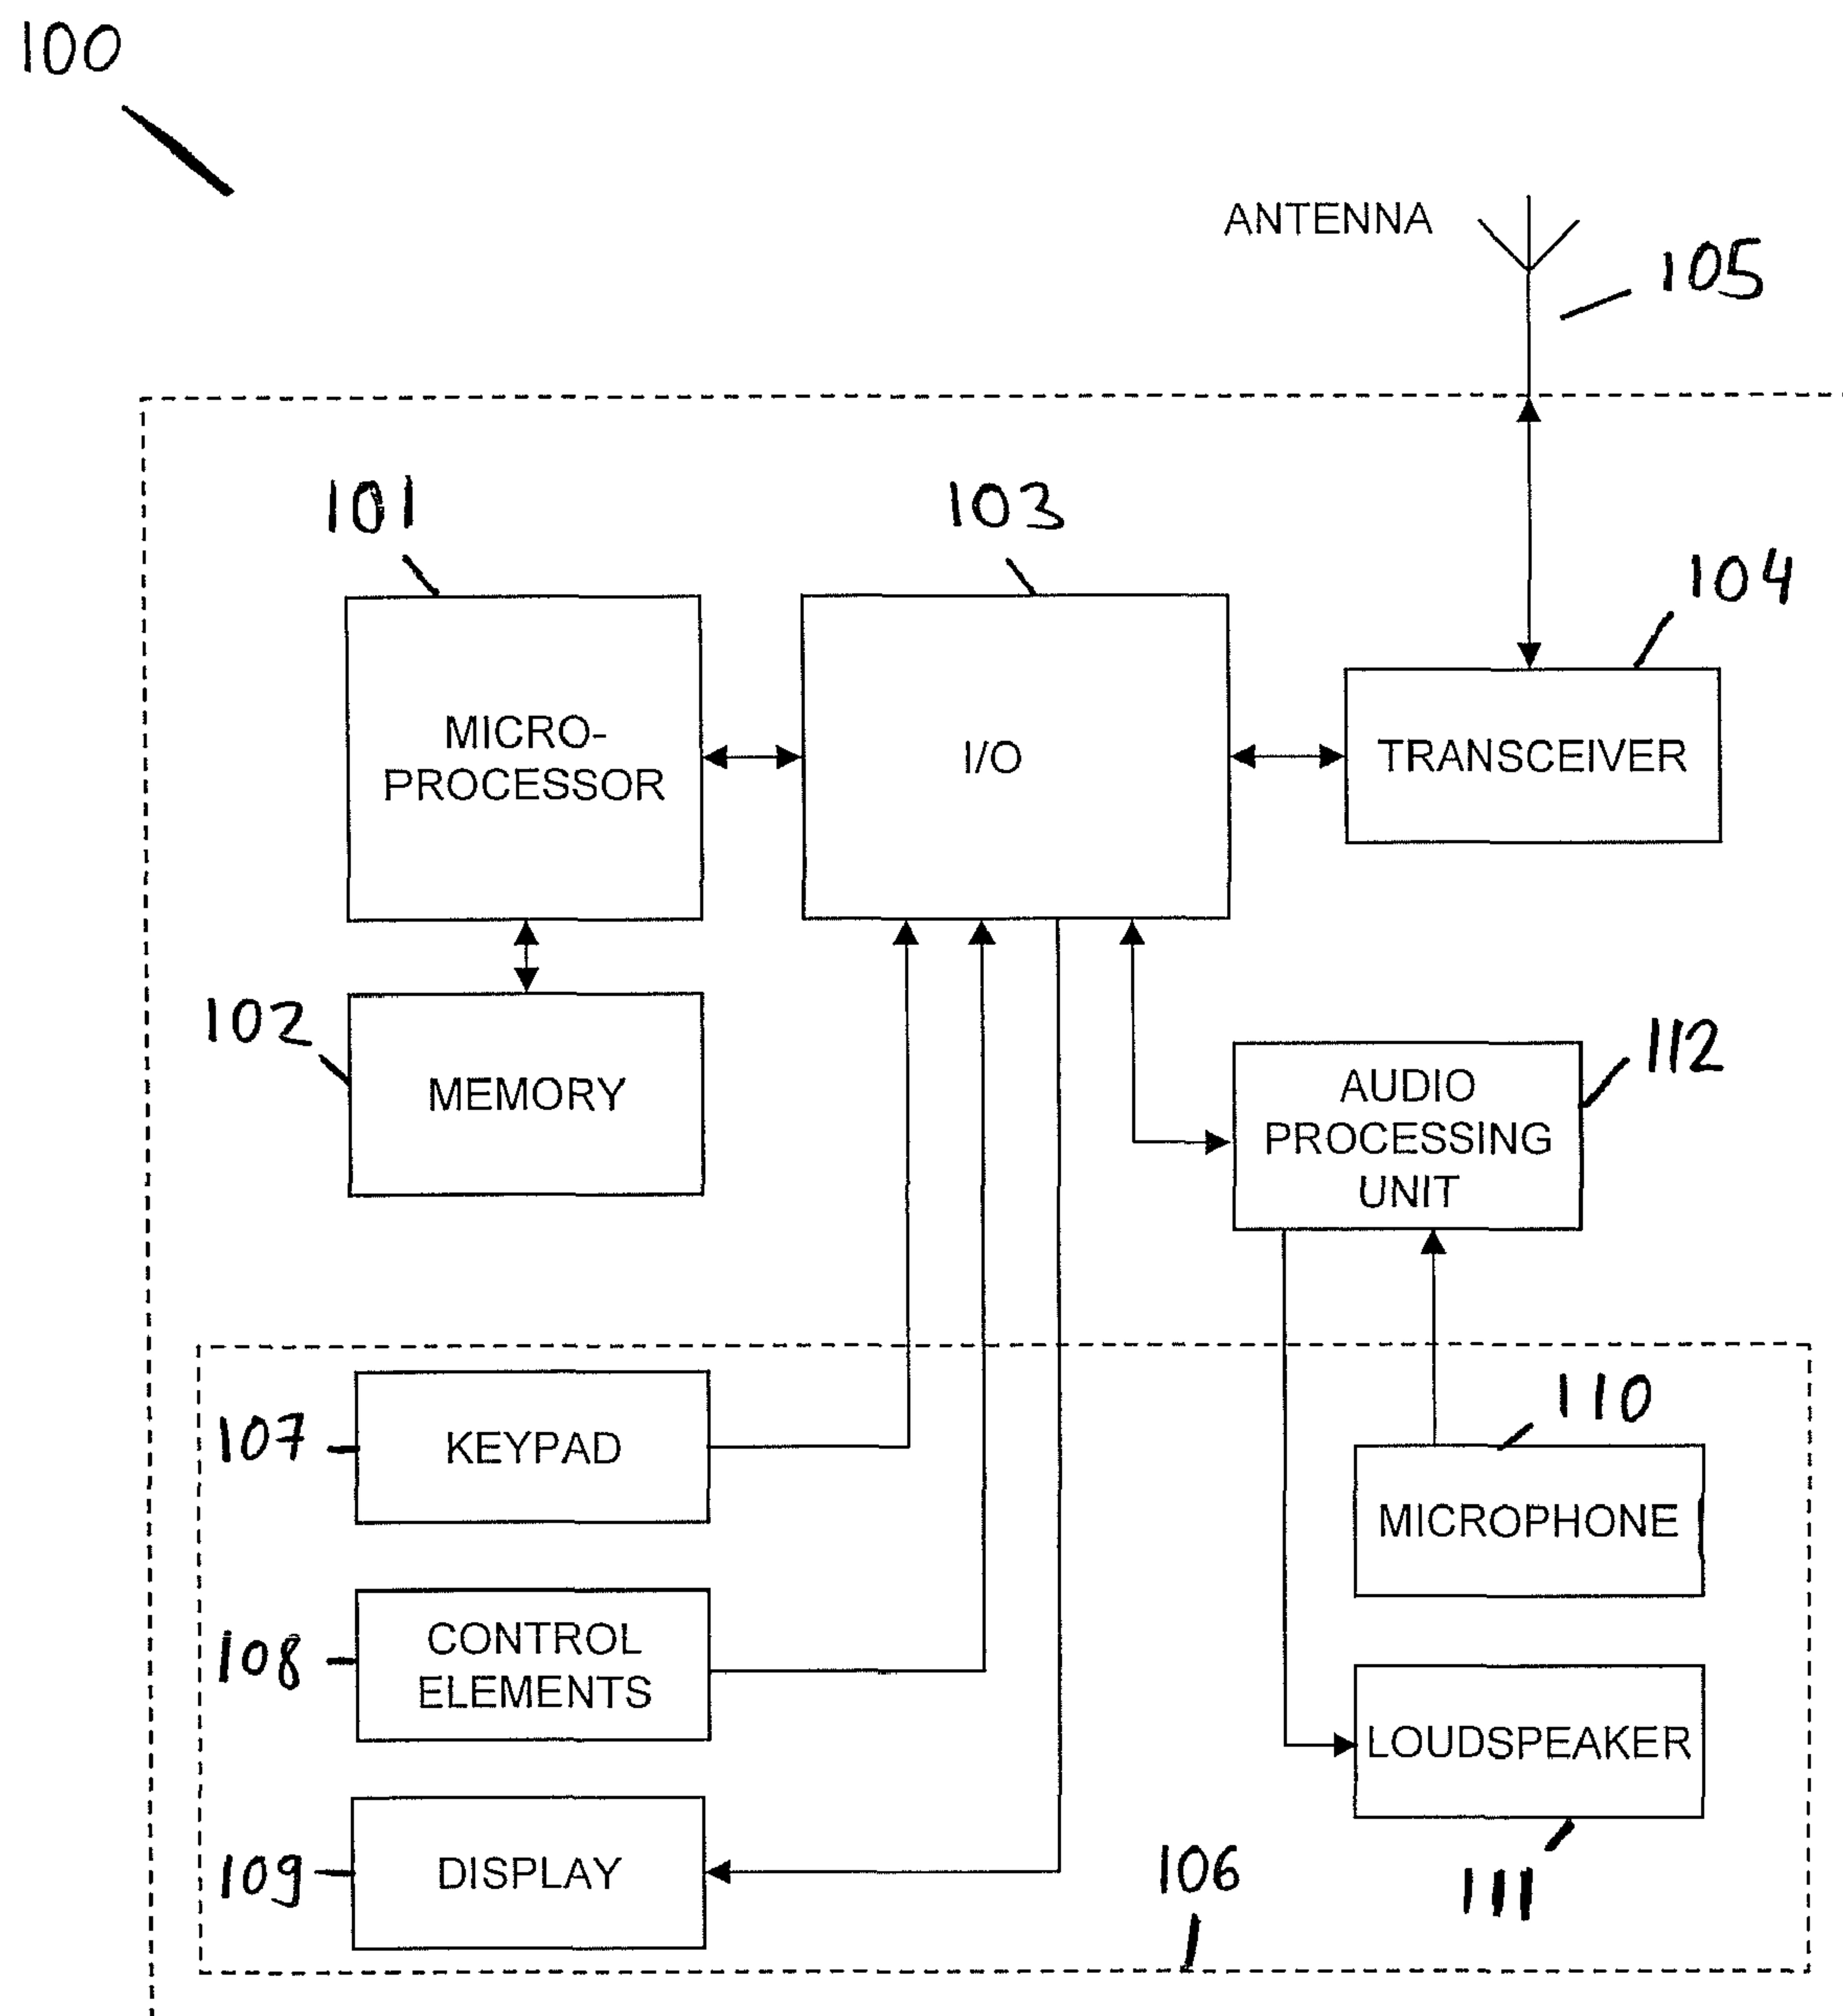 100
ANTENNA
105
101
103
104
MICRO-
PROCESSOR
I/O
TRANSCEIVER
102
MEMORY
112
AUDIO
PROCESSING
UNIT
107
KEYPAD
110
MICROPHONE
108
CONTROL
ELEMENTS
LOUDSPEAKER
109
DISPLAY
106
111